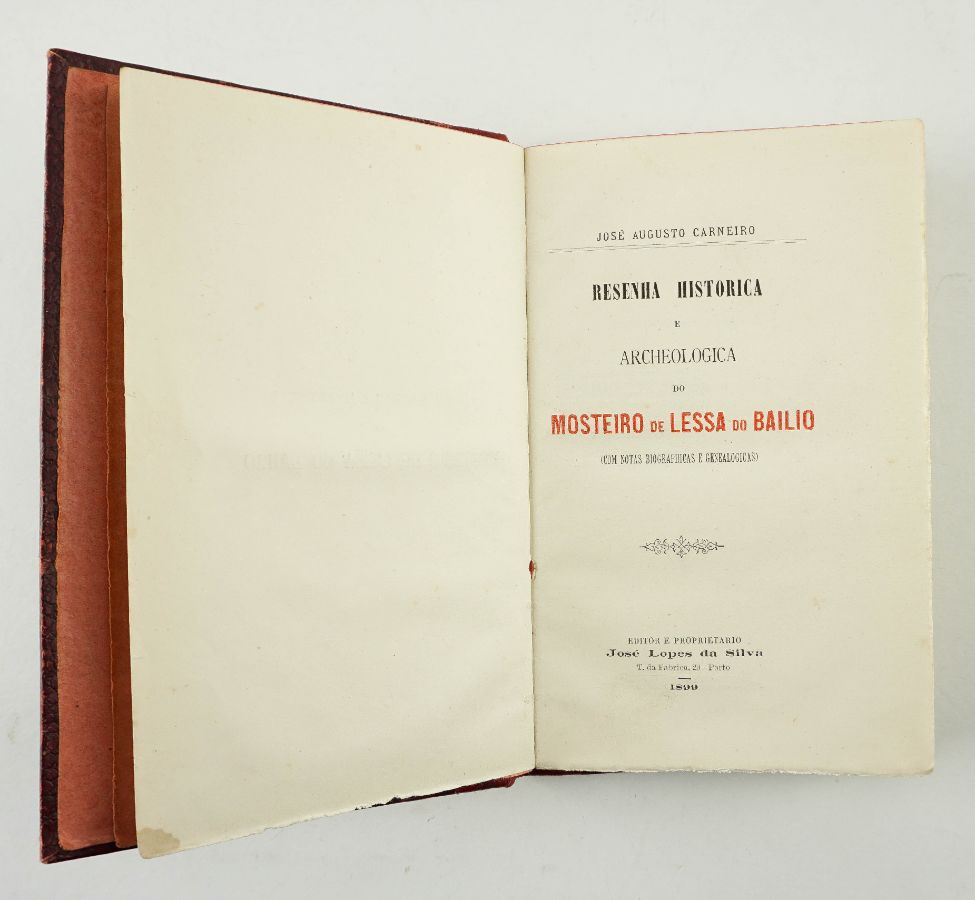 JOSÉ AUGUSTO CARNEIRO
RESENHA HISTORICA
E
ARCHEOLOGICA
DO
MOSTEIRO DE LESSA DO BAILIO
(COM NOTAS BIOGRAPHICAS E GENEALOGICAS)
EDITOR E PROPRIETARIO
José Lopes da Silva
T. da Fabrica, 23 - Porto
1899